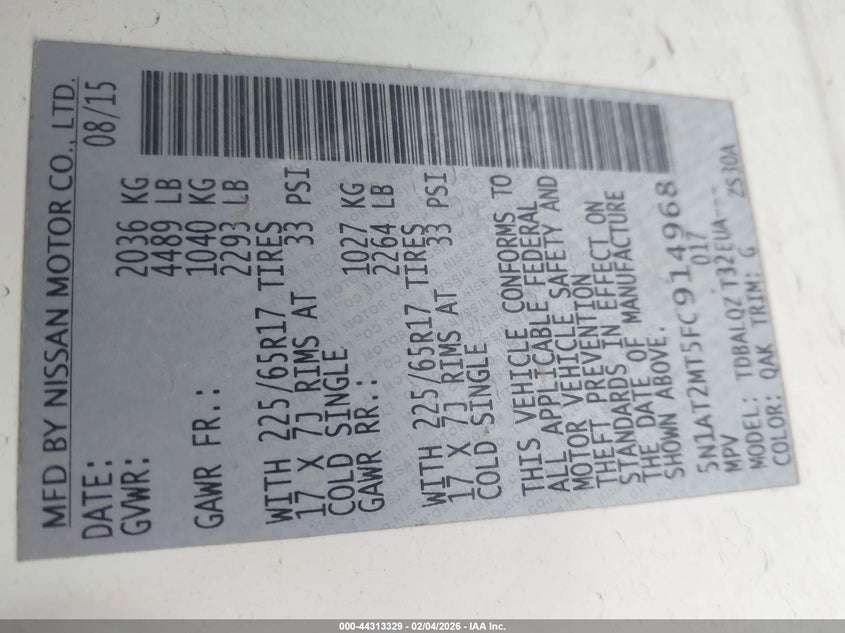 MFD BY NISSAN MOTOR CO., LTD.
DATE: 08/15
GVWR: 2036 KG
4489 LB
GAWR FR.: 1040 KG
2293 LB
WITH 225/65R17 TIRES
17 X 7J RIMS AT 33 PSI
COLD SINGLE
GAWR RR.: 1027 KG
2264 LB
WITH 225/65R17 TIRES
17 X 7J RIMS AT 33 PSI
COLD SINGLE
THIS VEHICLE CONFORMS TO
ALL APPLICABLE FEDERAL
MOTOR VEHICLE SAFETY AND
THEFT PREVENTION
STANDARDS IN EFFECT ON
THE DATE OF MANUFACTURE
SHOWN ABOVE.
5N1AT2MT5FC914968
MPV 017
MODEL: TDBALQZ T32EUA---
COLOR: QAK TRIM: G ZS30A
000-44313329 - 02/04/2026 - IAA Inc.